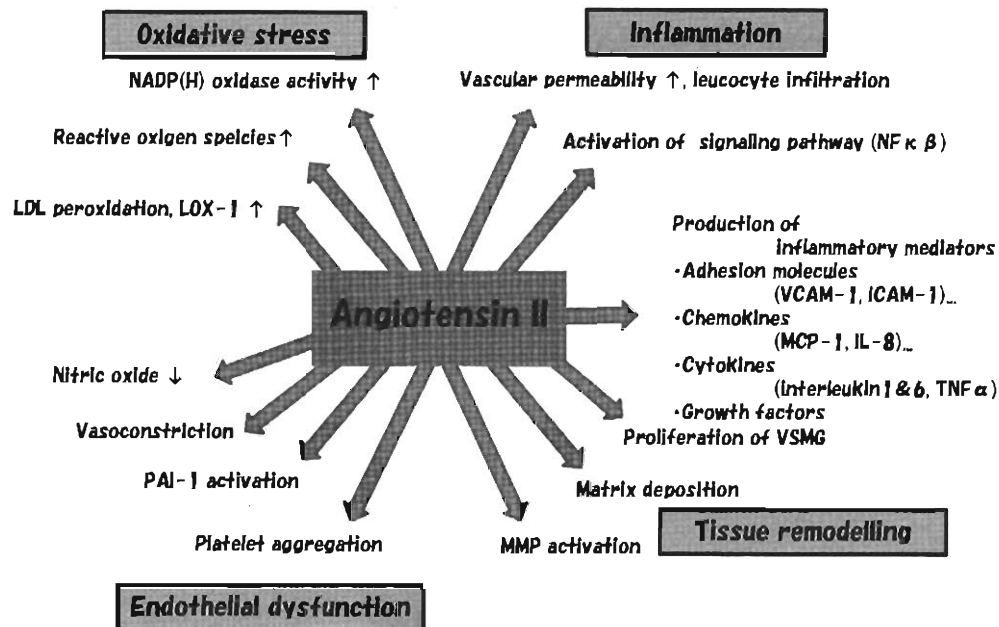 Oxidative stress
NADP(H) oxidase activity ↑
Reactive oxigen speicies ↑
LDL peroxidation, LOX-1 ↑
Inflammation
Vascular permeability ↑, leucocyte infiltration
Activation of signaling pathway (NF κ β)
Production of
inflammatory mediators
･Adhesion molecules
(VCAM-1, ICAM-1)...
･Chemokines
(MCP-1, IL-8)...
･Cytokines
(interleukin 1 & 6, TNF α)
･Growth factors
Angiotensin II
Nitric oxide ↓
Vasoconstriction
PAI-1 activation
Platelet aggregation
Endothelial dysfunction
Proliferation of VSMG
Matrix deposition
MMP activation
Tissue remodelling